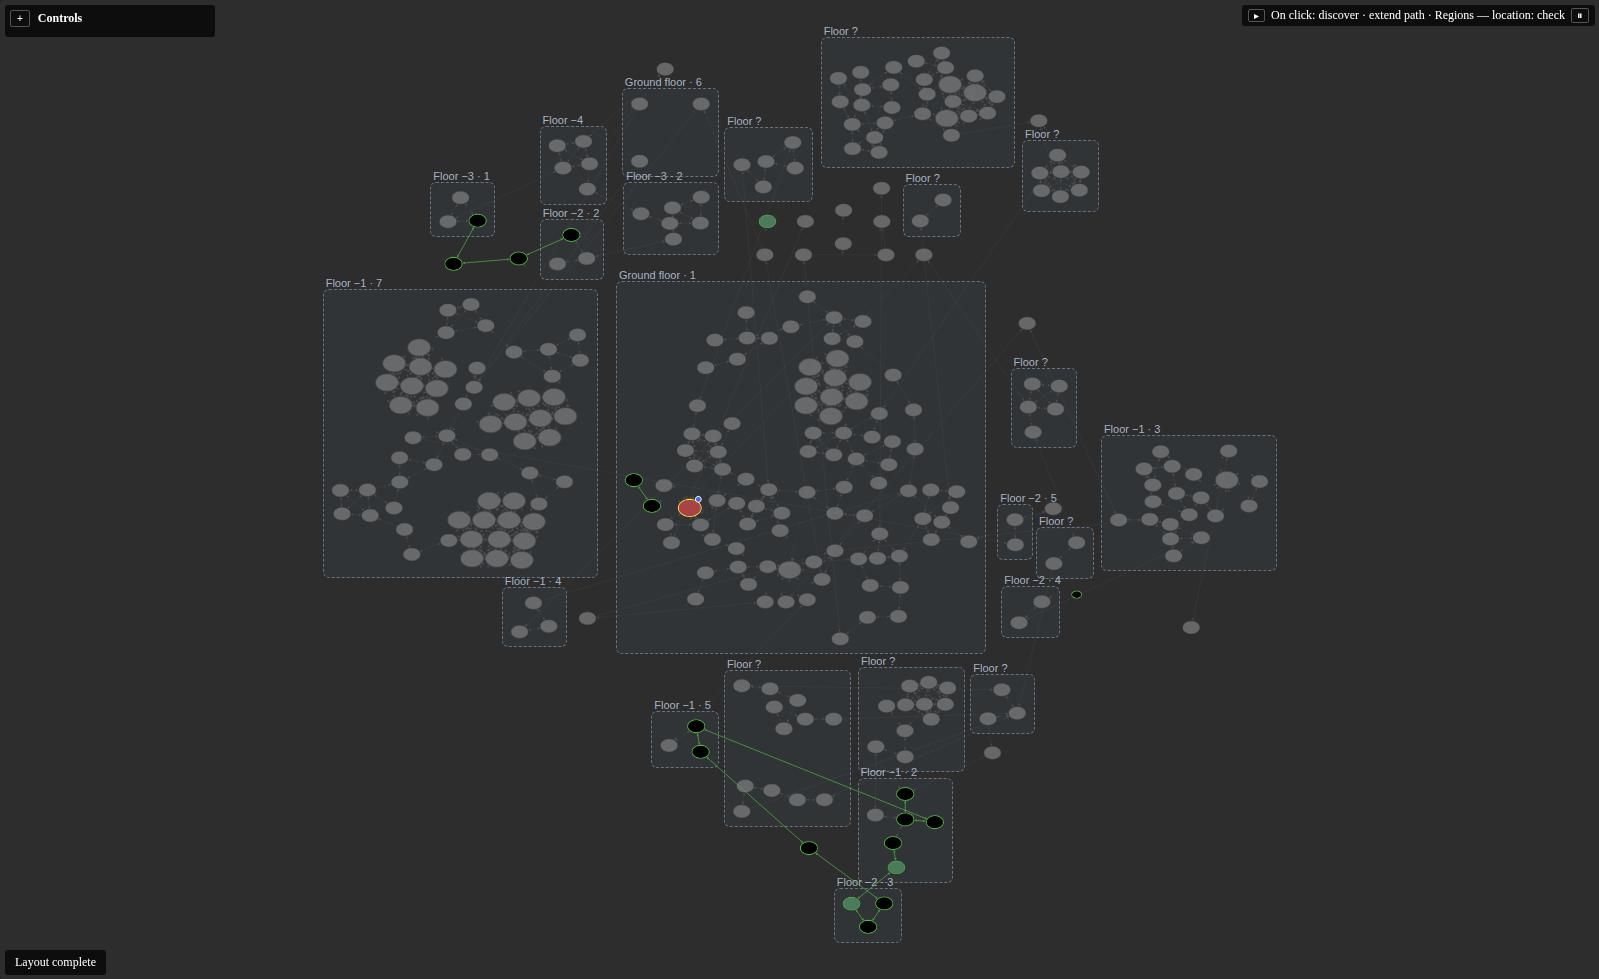 + Controls
▶ On click: discover · extend path · Regions — location: check ⏸
Floor ?
Ground floor · 6
Floor −4
Floor ?
Floor ?
Floor −3 · 1
Floor −3 · 2
Floor ?
Floor −2 · 2
Ground floor · 1
Floor −1 · 7
Floor ?
Floor −1 · 3
Floor −2 · 5
Floor ?
Floor −1 · 4
Floor −2 · 4
Floor ?
Floor ?
Floor ?
Floor −1 · 5
Floor −1 · 2
Floor −2 · 3
Layout complete